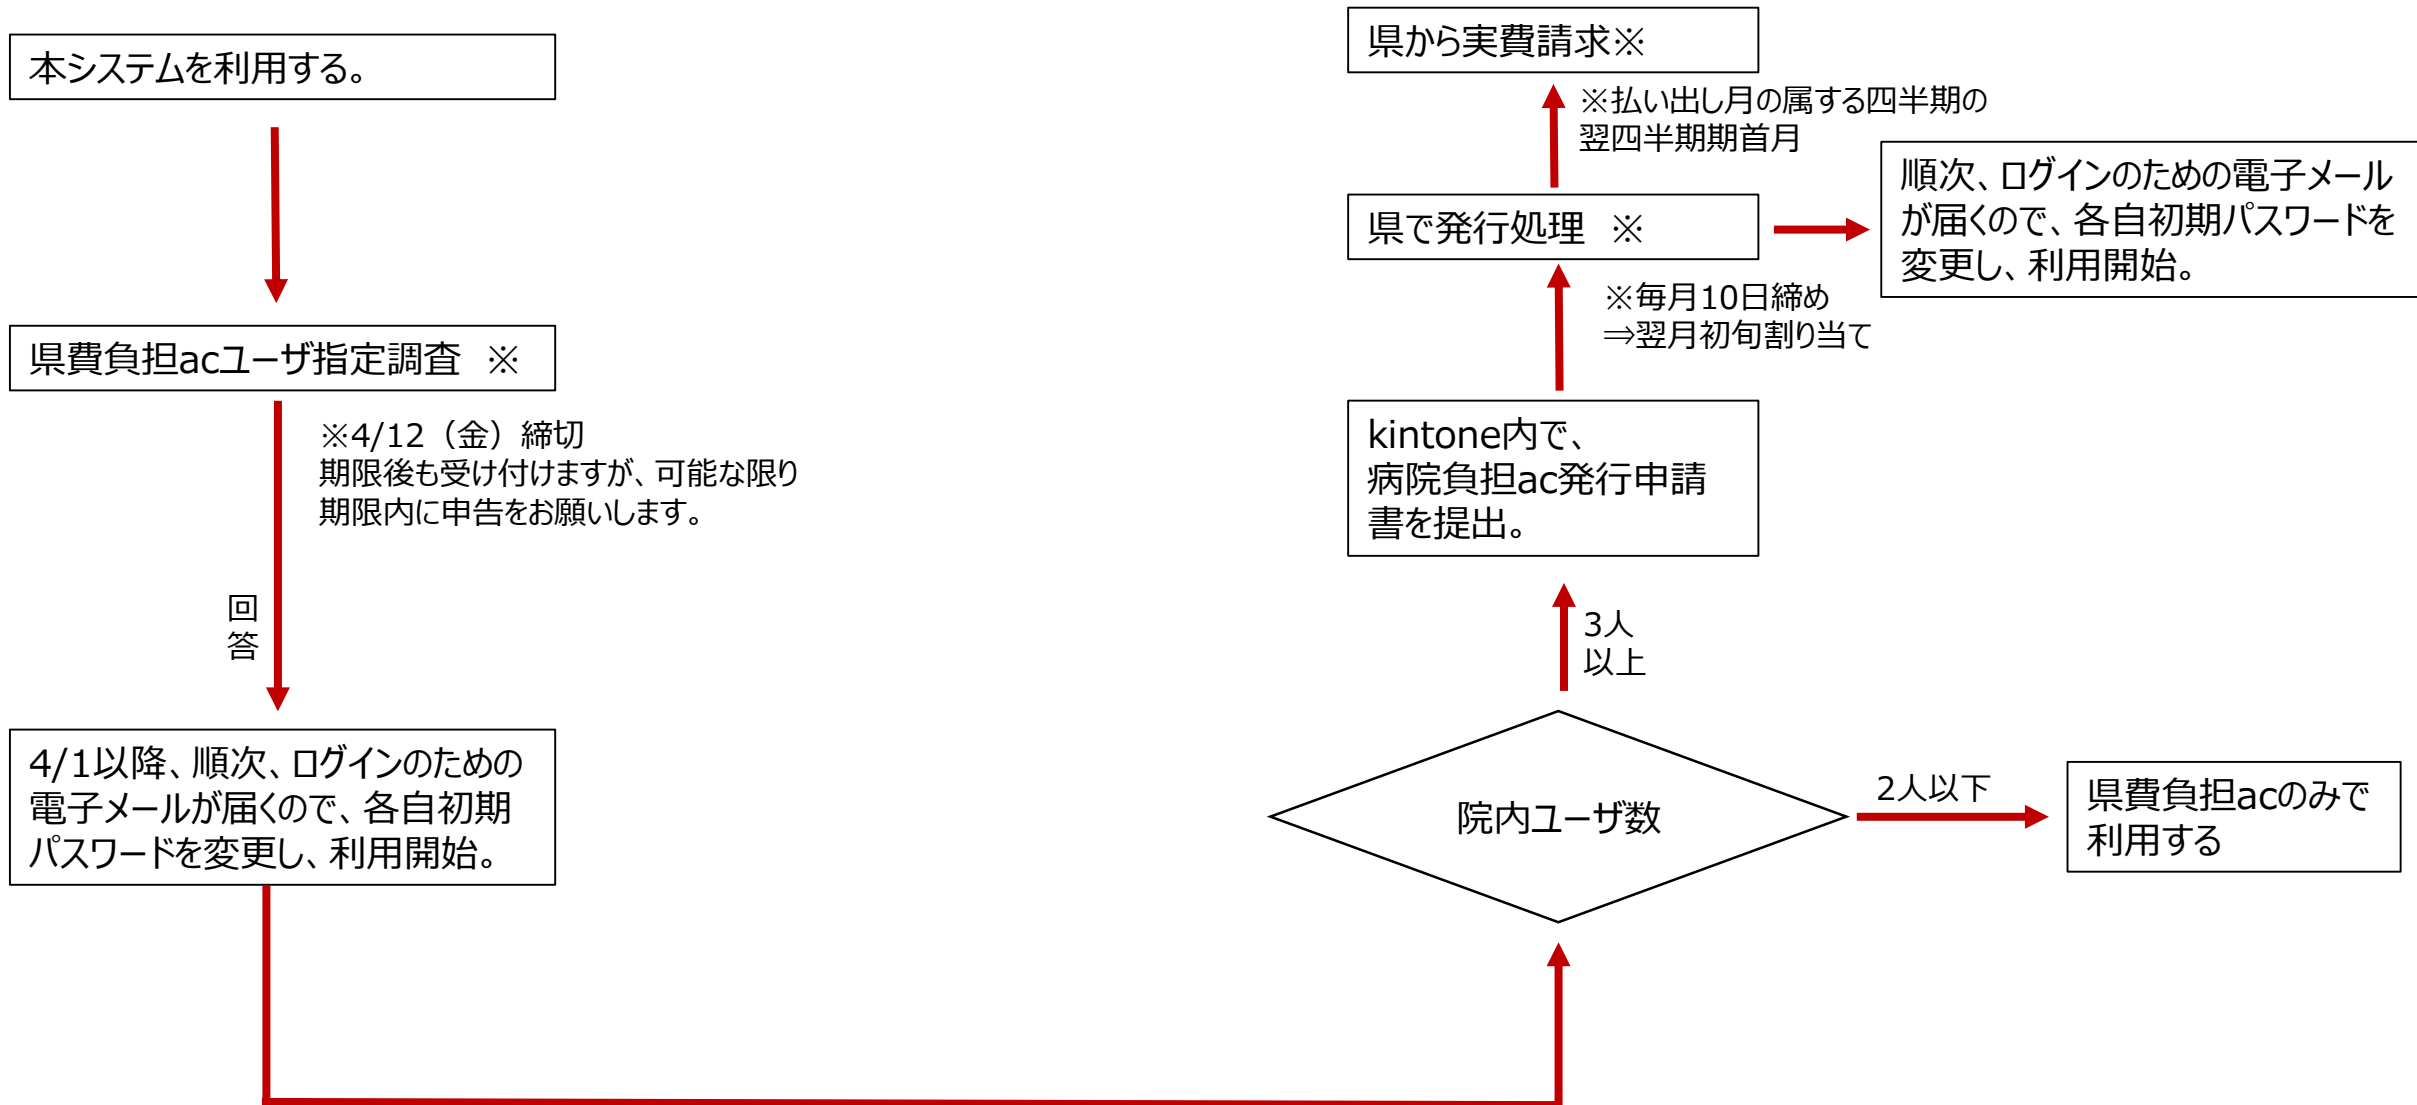 本システムを利用する。
県費負担acユーザ指定調査　※
※4/12（金）締切
期限後も受け付けますが、可能な限り
期限内に申告をお願いします。
回
答
4/1以降、順次、ログインのための
電子メールが届くので、各自初期
パスワードを変更し、利用開始。
県から実費請求※
※払い出し月の属する四半期の
翌四半期期首月
県で発行処理　※
順次、ログインのための電子メール
が届くので、各自初期パスワードを
変更し、利用開始。
※毎月10日締め
⇒翌月初旬割り当て
kintone内で、
病院負担ac発行申請
書を提出。
3人
以上
院内ユーザ数
2人以下
県費負担acのみで
利用する